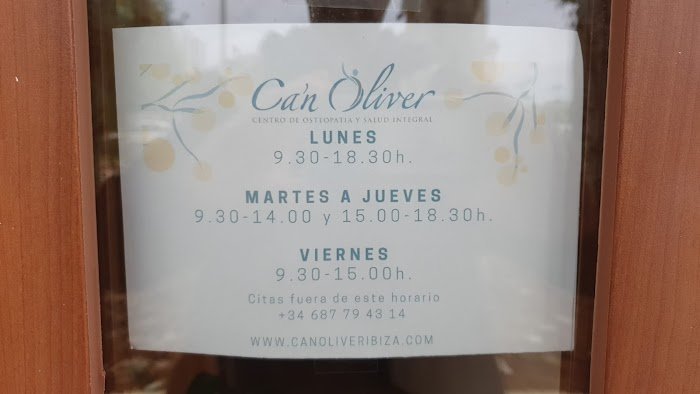 Ca'n Oliver
CENTRO DE OSTEOPATIA Y SALUD INTEGRAL
LUNES
9.30-18.30h.
MARTES A JUEVES
9.30-14.00 y 15.00-18.30h.
VIERNES
9.30-15.00h.
Citas fuera de este horario
+34 687 79 43 14
WWW.CANOLIVERIBIZA.COM